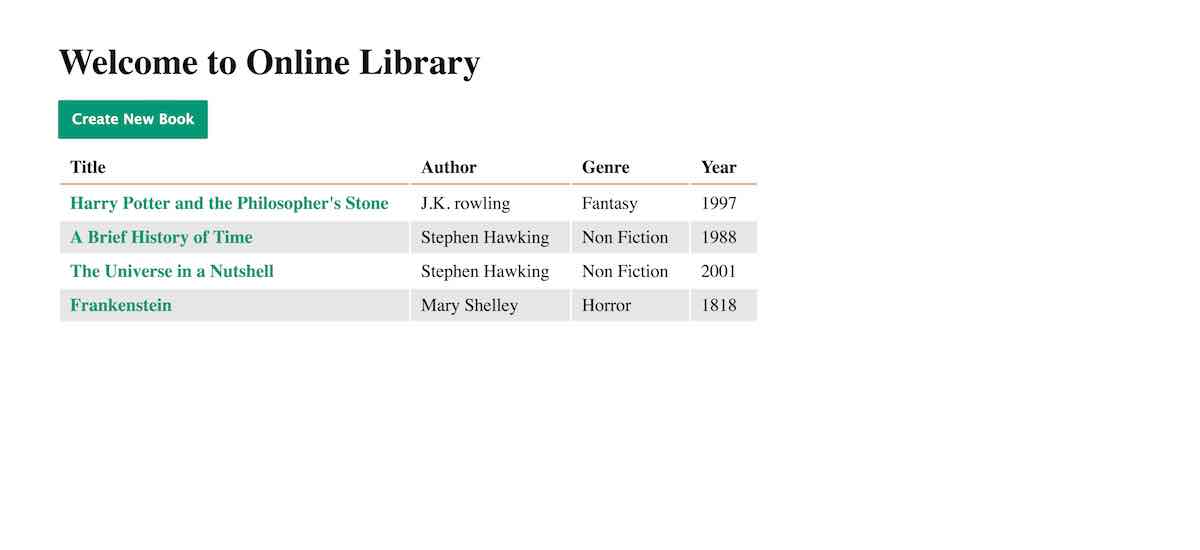 Welcome to Online Library
Create New Book
Title Author Genre Year
Harry Potter and the Philosopher's Stone J.K. rowling Fantasy 1997
A Brief History of Time Stephen Hawking Non Fiction 1988
The Universe in a Nutshell Stephen Hawking Non Fiction 2001
Frankenstein Mary Shelley Horror 1818